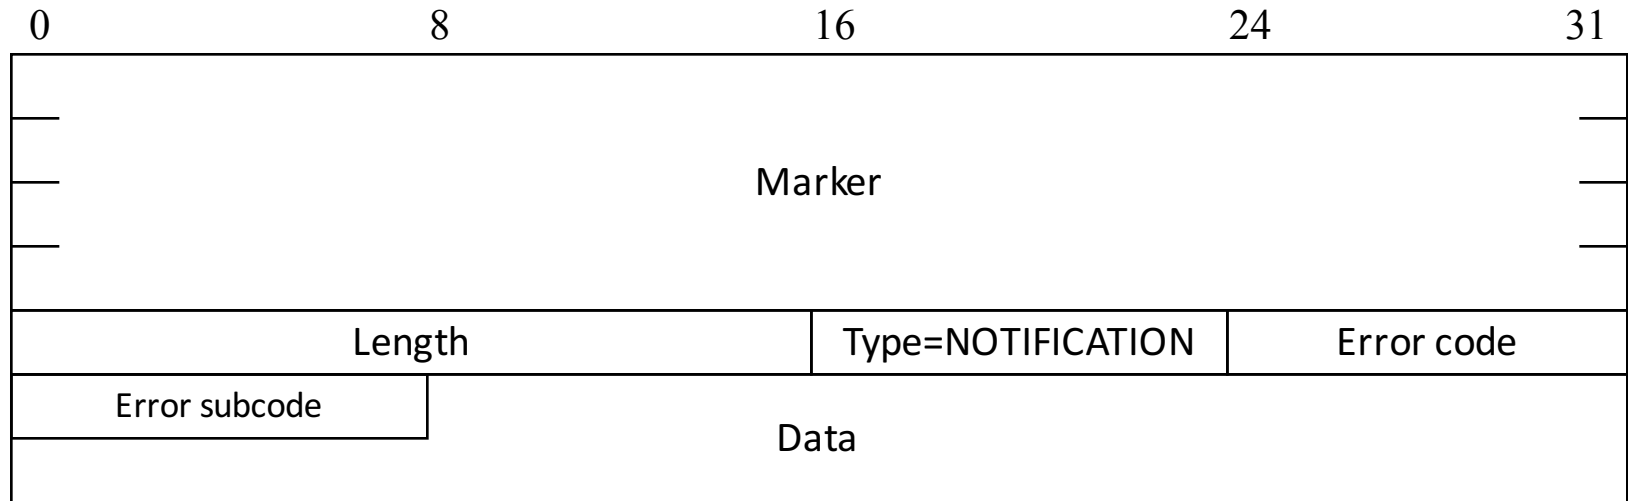 0 8 16 24 31
Marker
Length Type=NOTIFICATION Error code
Error subcode
Data